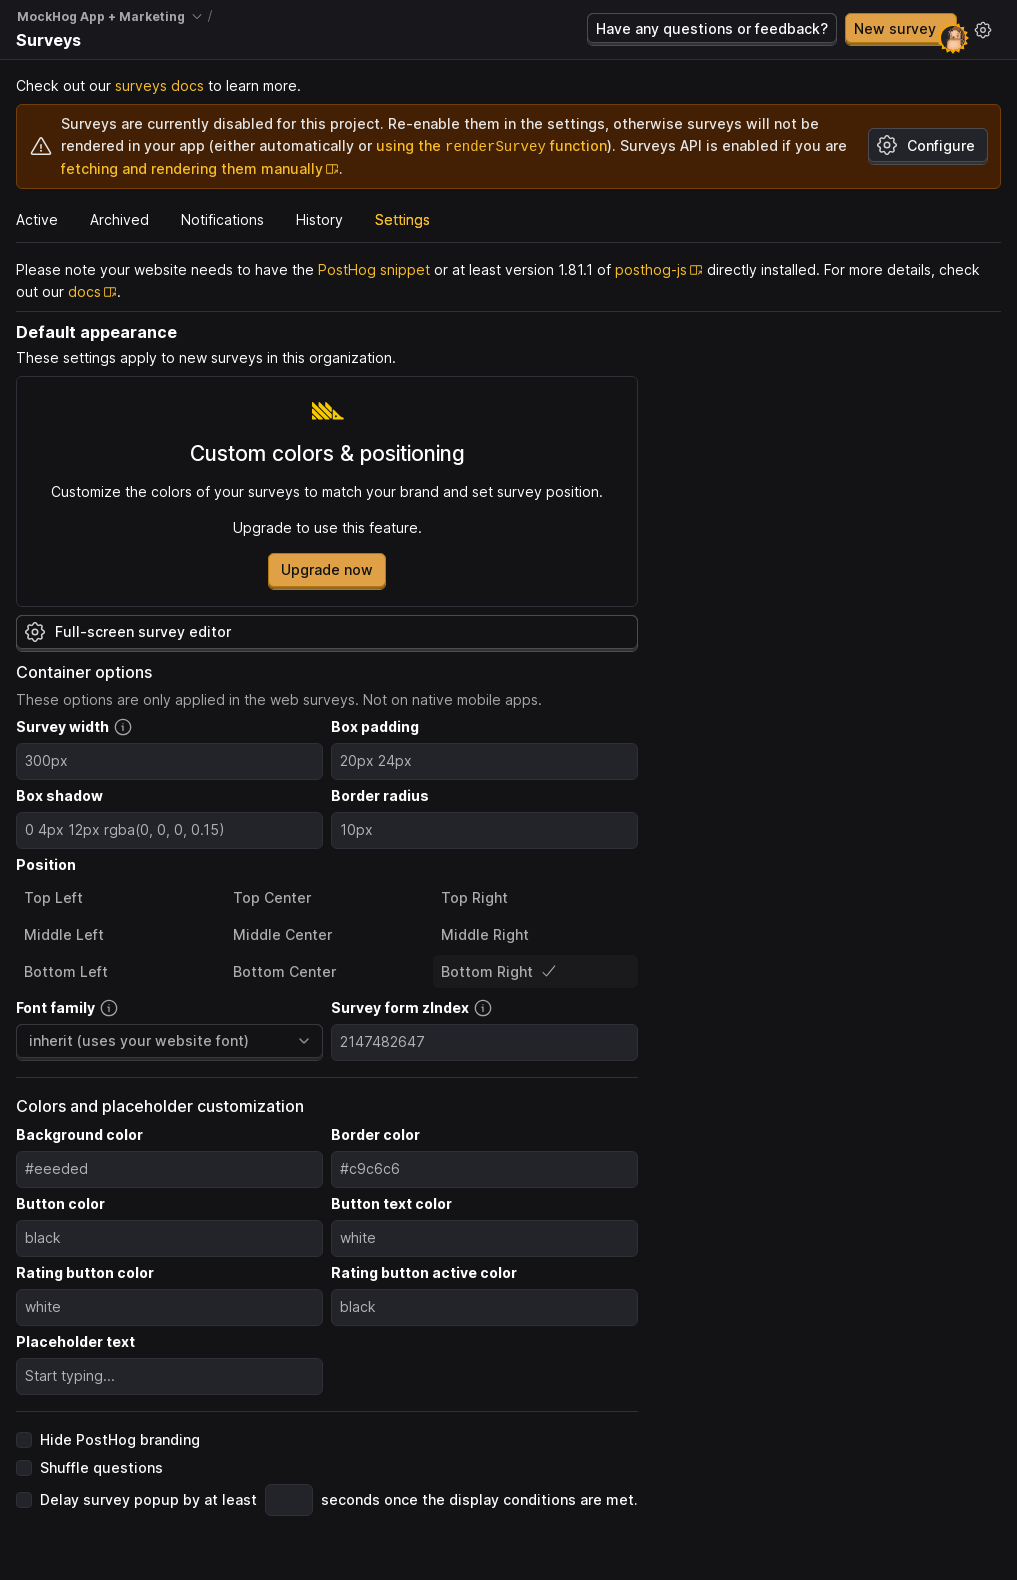 MockHog App + Marketing /
Surveys
Have any questions or feedback?
New survey
Check out our surveys docs to learn more.
Surveys are currently disabled for this project. Re-enable them in the settings, otherwise surveys will not be
rendered in your app (either automatically or using the renderSurvey function). Surveys API is enabled if you are
fetching and rendering them manually.
Configure
Active Archived Notifications History Settings
Please note your website needs to have the PostHog snippet or at least version 1.81.1 of posthog-js directly installed. For more details, check
out our docs.
Default appearance
These settings apply to new surveys in this organization.
Custom colors & positioning
Customize the colors of your surveys to match your brand and set survey position.
Upgrade to use this feature.
Upgrade now
Full-screen survey editor
Container options
These options are only applied in the web surveys. Not on native mobile apps.
Survey width Box padding
300px 20px 24px
Box shadow Border radius
0 4px 12px rgba(0, 0, 0, 0.15) 10px
Position
Top Left Top Center Top Right
Middle Left Middle Center Middle Right
Bottom Left Bottom Center Bottom Right
Font family Survey form zIndex
inherit (uses your website font) 2147482647
Colors and placeholder customization
Background color Border color
#eeeded #c9c6c6
Button color Button text color
black white
Rating button color Rating button active color
white black
Placeholder text
Start typing...
Hide PostHog branding
Shuffle questions
Delay survey popup by at least seconds once the display conditions are met.